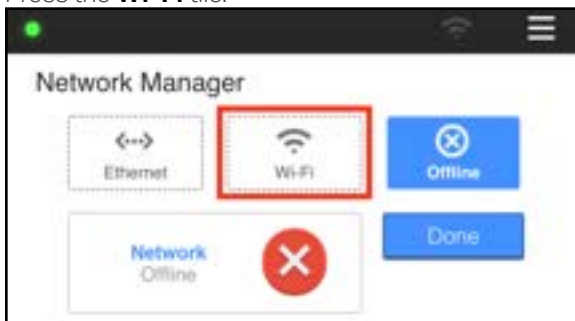 Press the Wi-Fi tile.
Network Manager
Ethernet
Wi-Fi
Offline
Network
Offline
Done